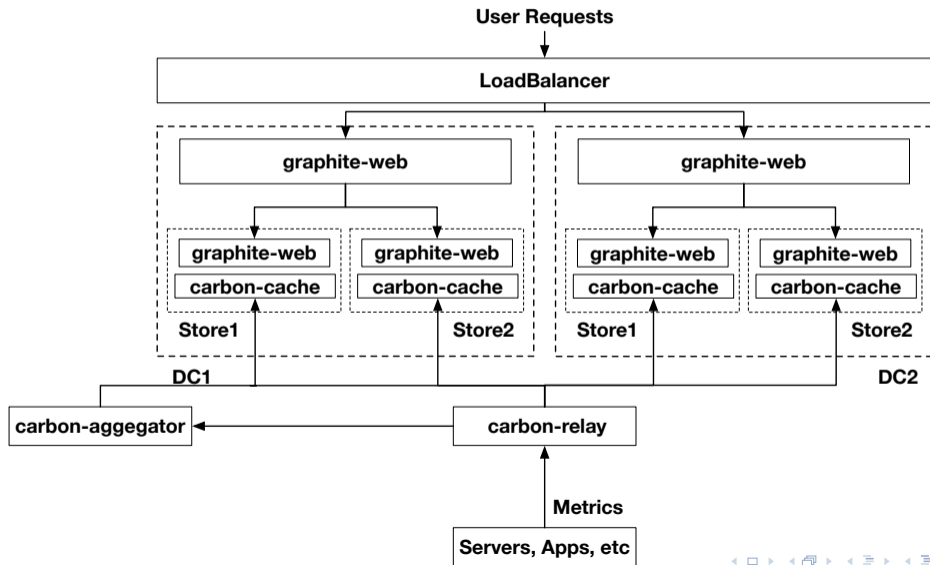 User Requests
LoadBalancer
graphite-web
graphite-web
graphite-web
graphite-web
graphite-web
graphite-web
carbon-cache
carbon-cache
carbon-cache
carbon-cache
Store1
Store2
Store1
Store2
DC1
DC2
carbon-aggegator
carbon-relay
Metrics
Servers, Apps, etc